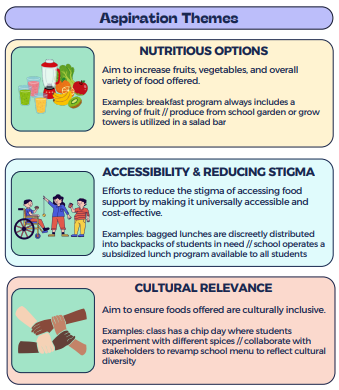 Aspiration Themes
NUTRITIOUS OPTIONS
Aim to increase fruits, vegetables, and overall
variety of food offered.
Examples: breakfast program always includes a
serving of fruit // produce from school garden or grow
towers is utilized in a salad bar
ACCESSIBILITY & REDUCING STIGMA
Efforts to reduce the stigma of accessing food
support by making it universally accessible and
cost-effective.
Examples: bagged lunches are discreetly distributed
into backpacks of students in need // school operates a
subsidized lunch program available to all students
CULTURAL RELEVANCE
Aim to ensure foods offered are culturally inclusive.
Examples: class has a chip day where students
experiment with different spices // collaborate with
stakeholders to revamp school menu to reflect cultural
diversity